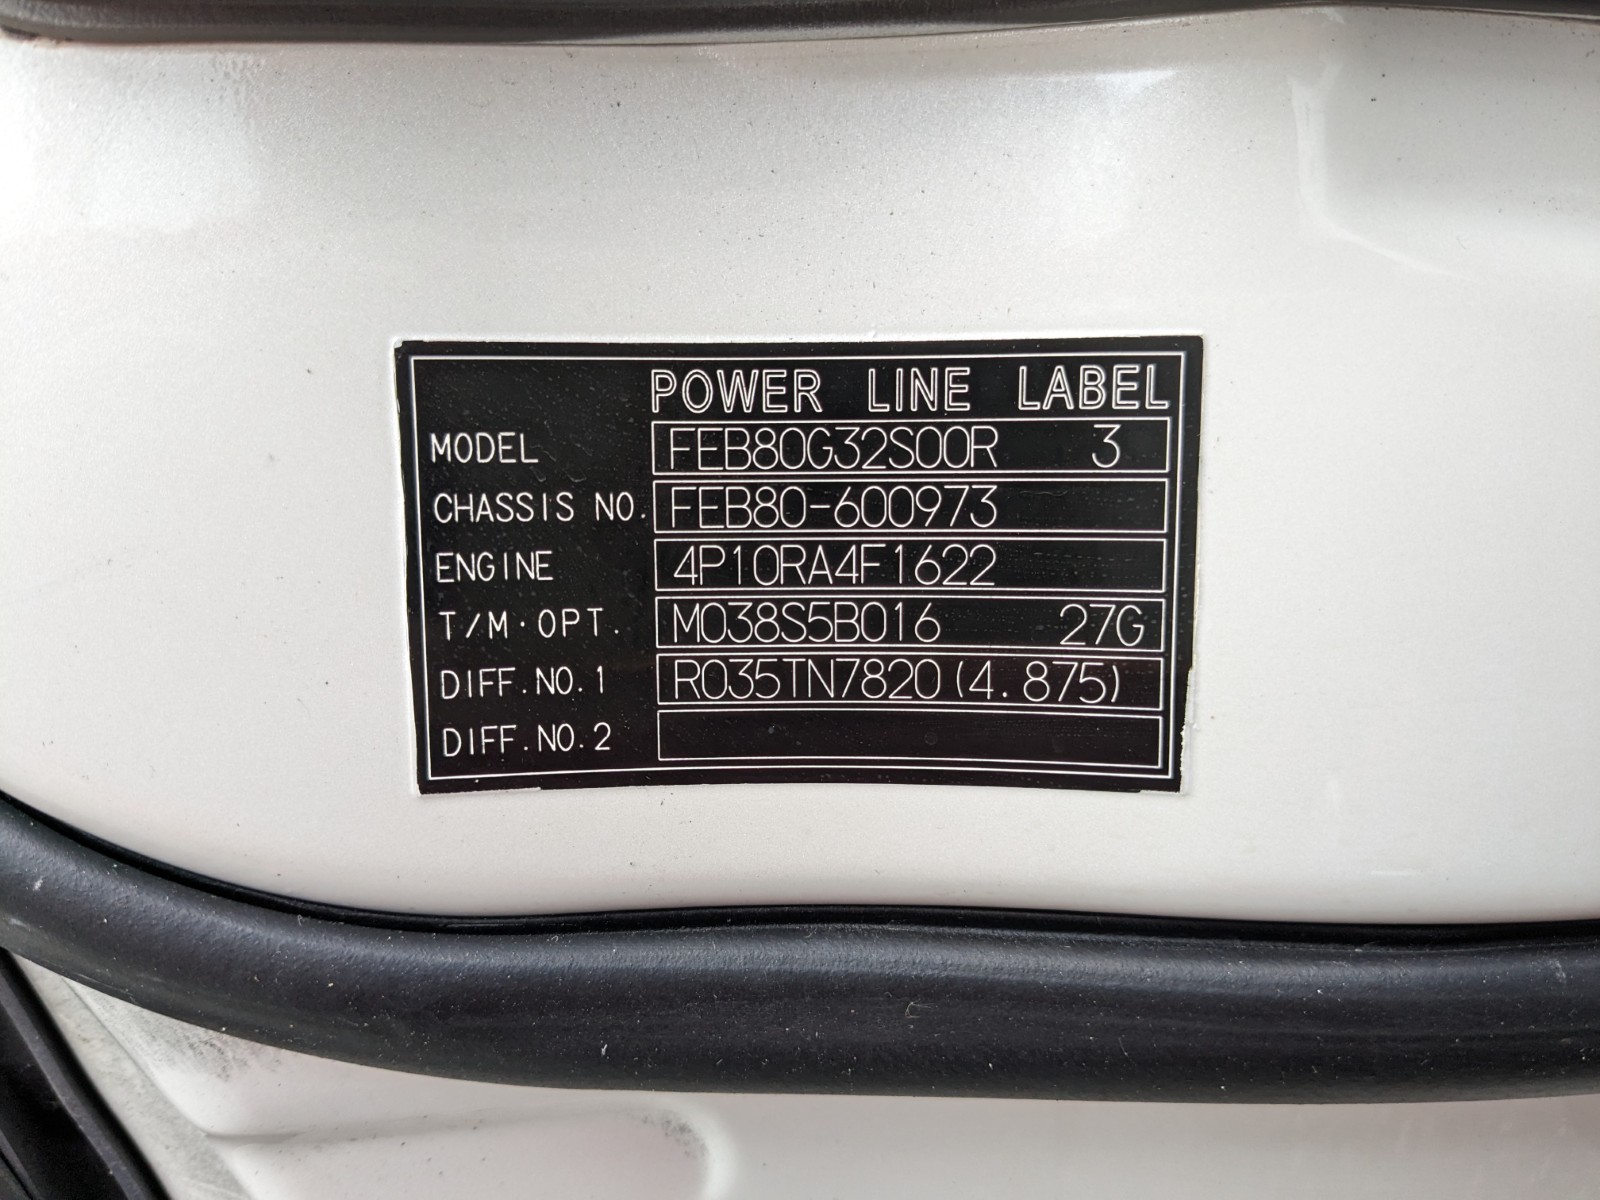 POWER LINE LABEL
MODEL FEB80G32S00R 3
CHASSIS NO. FEB80-600973
ENGINE 4P10RA4F1622
T/M·OPT. M038S5B016 27G
DIFF.NO.1 R035TN7820(4.875)
DIFF.NO.2